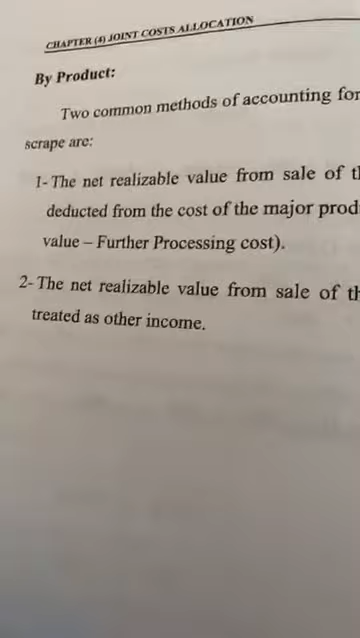 CHAPTER (4) JOINT COSTS ALLOCATION
By Product:
Two common methods of accounting for
scrape are:
1- The net realizable value from sale of
deducted from the cost of the major
value – Further Processing cost).
2- The net realizable value from sale of
treated as other income.